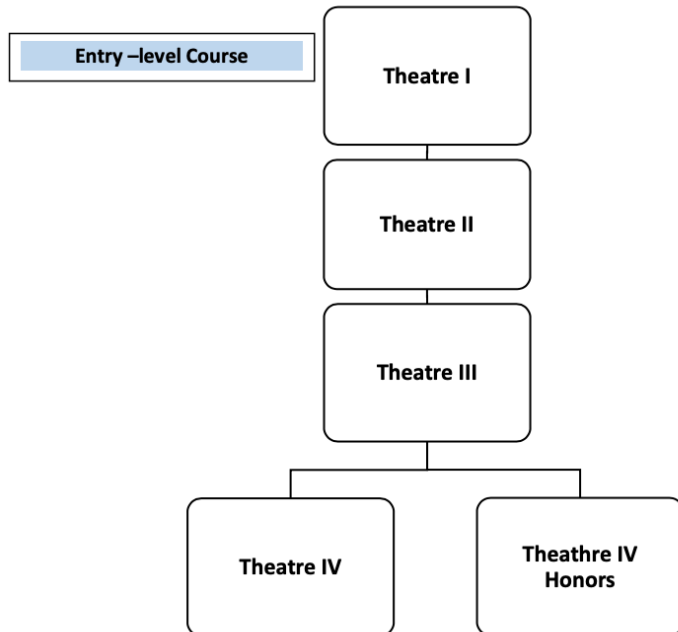 Entry –level Course
Theatre I
Theatre II
Theatre III
Theatre IV
Theathre IV
Honors